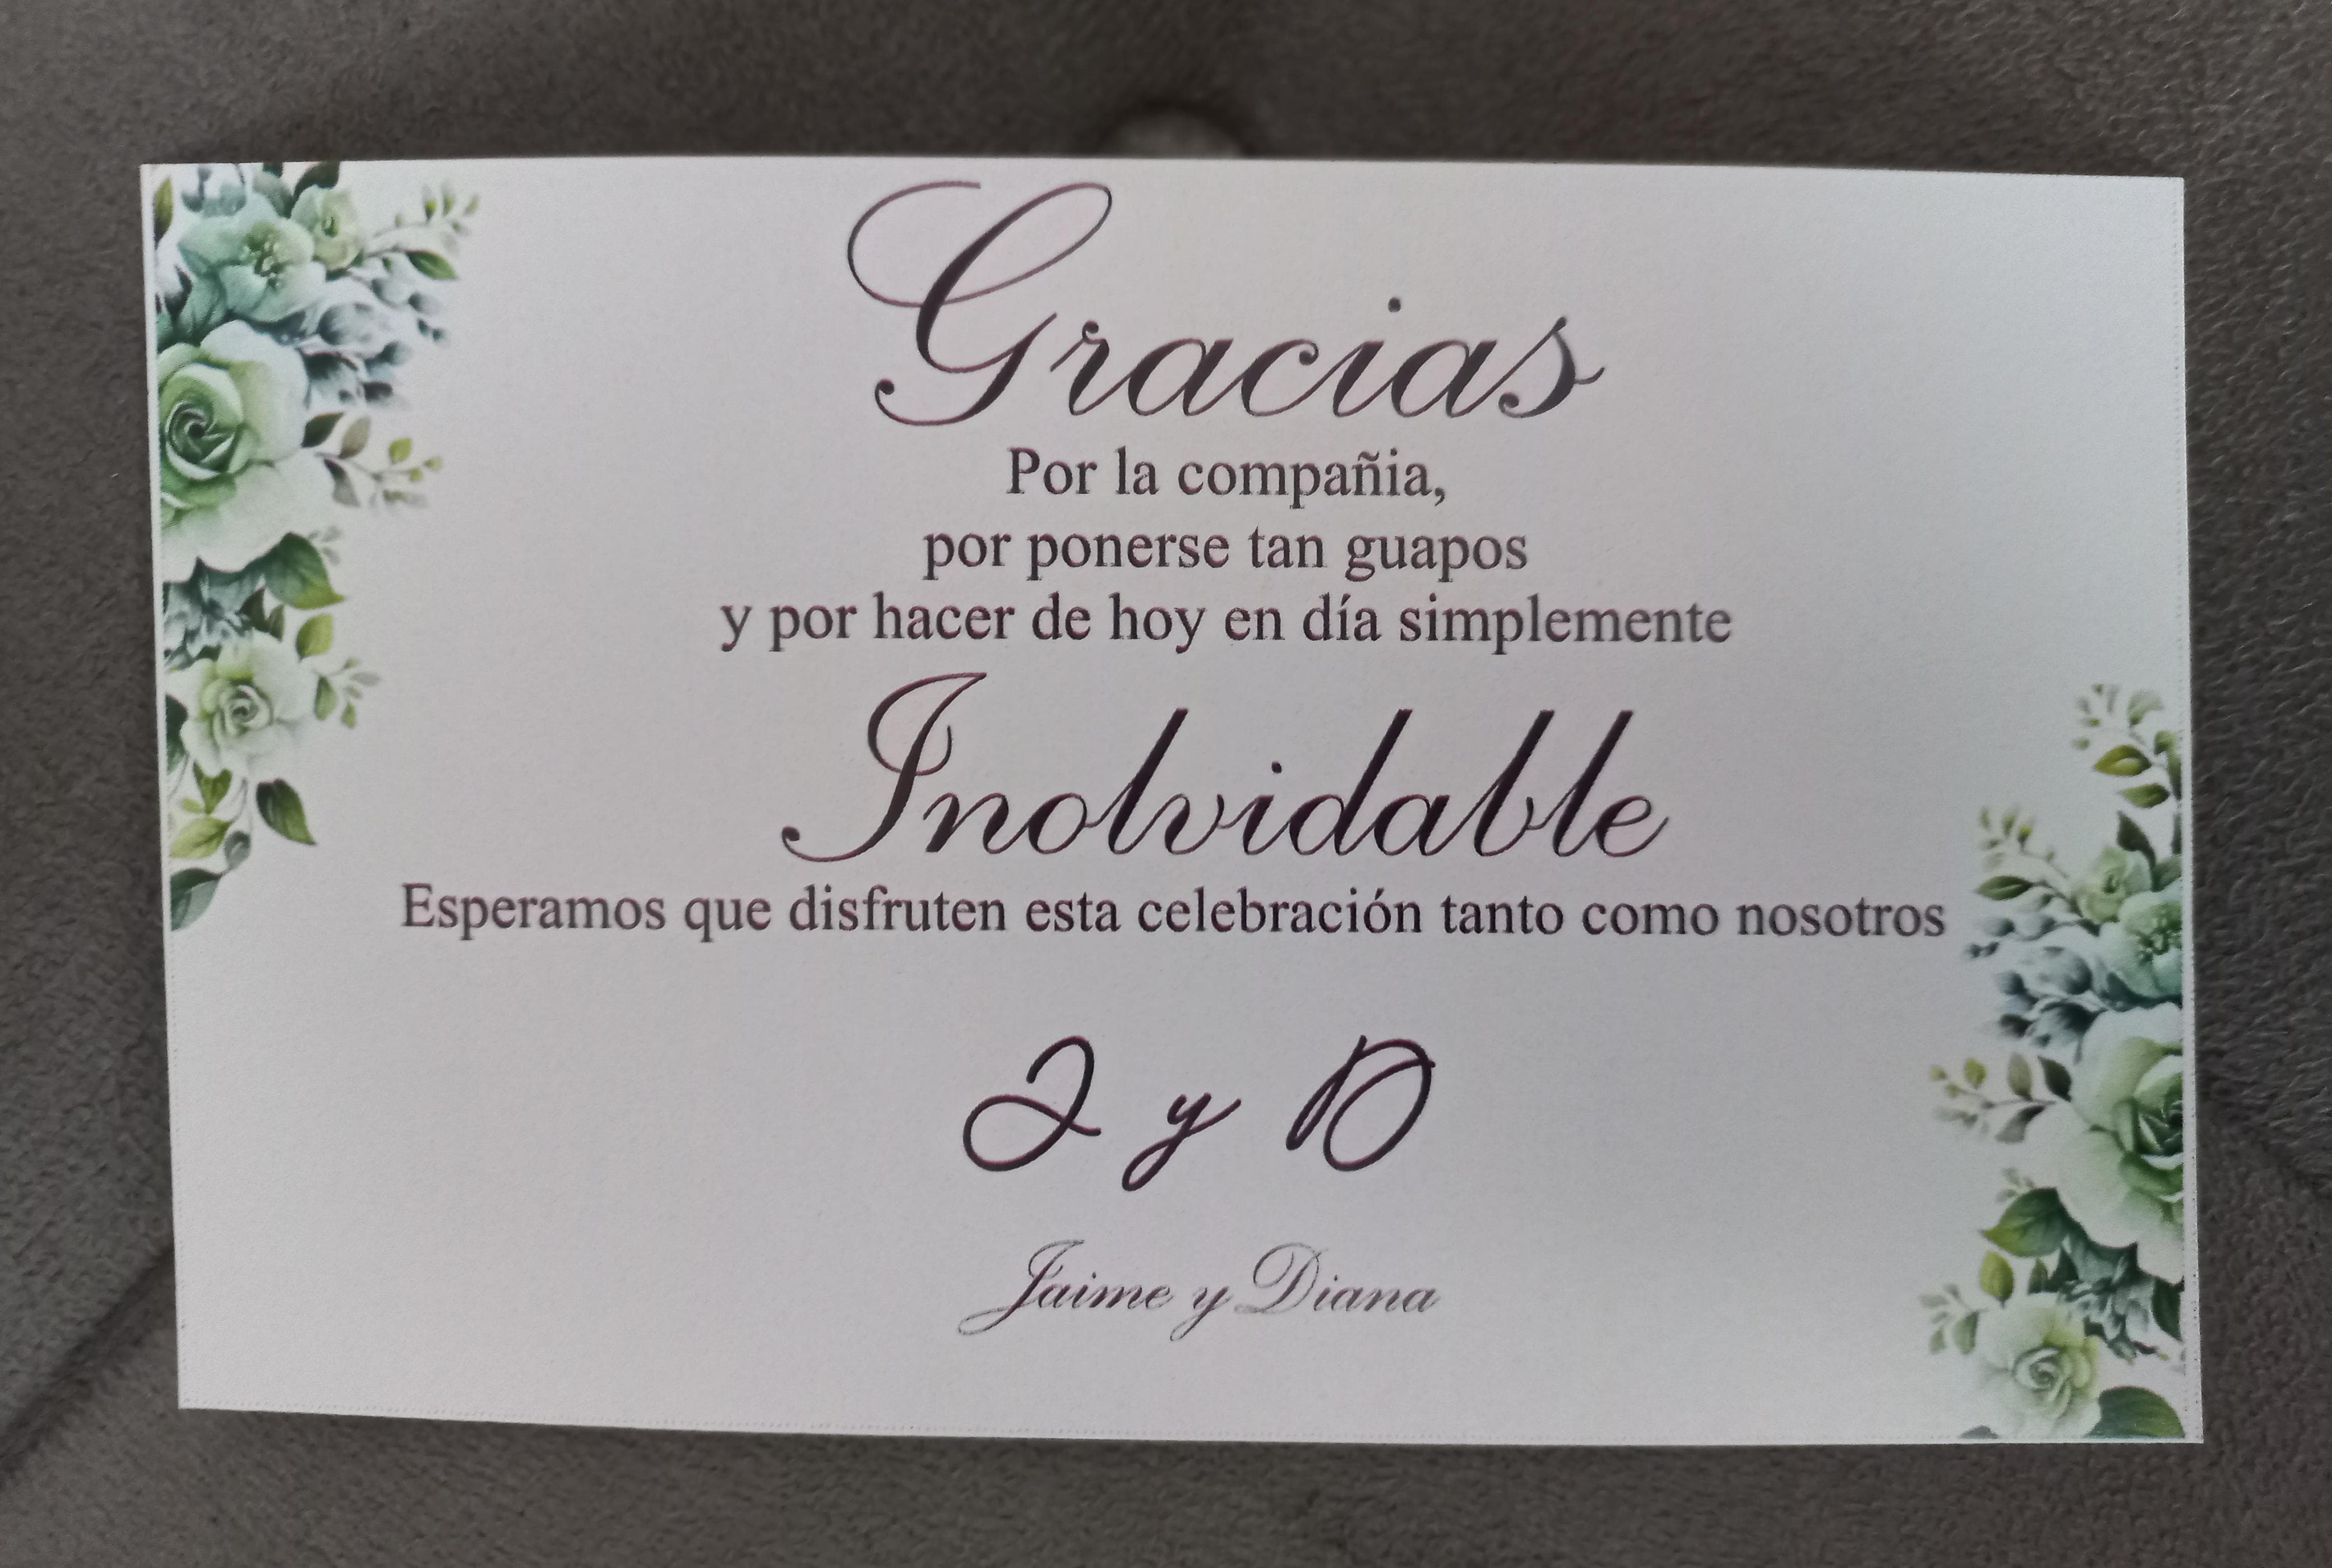 Gracias
Por la compañia,
por ponerse tan guapos
y por hacer de hoy en día simplemente
Inolvidable
Esperamos que disfruten esta celebración tanto como nosotros
J y D
Jaime y Diana